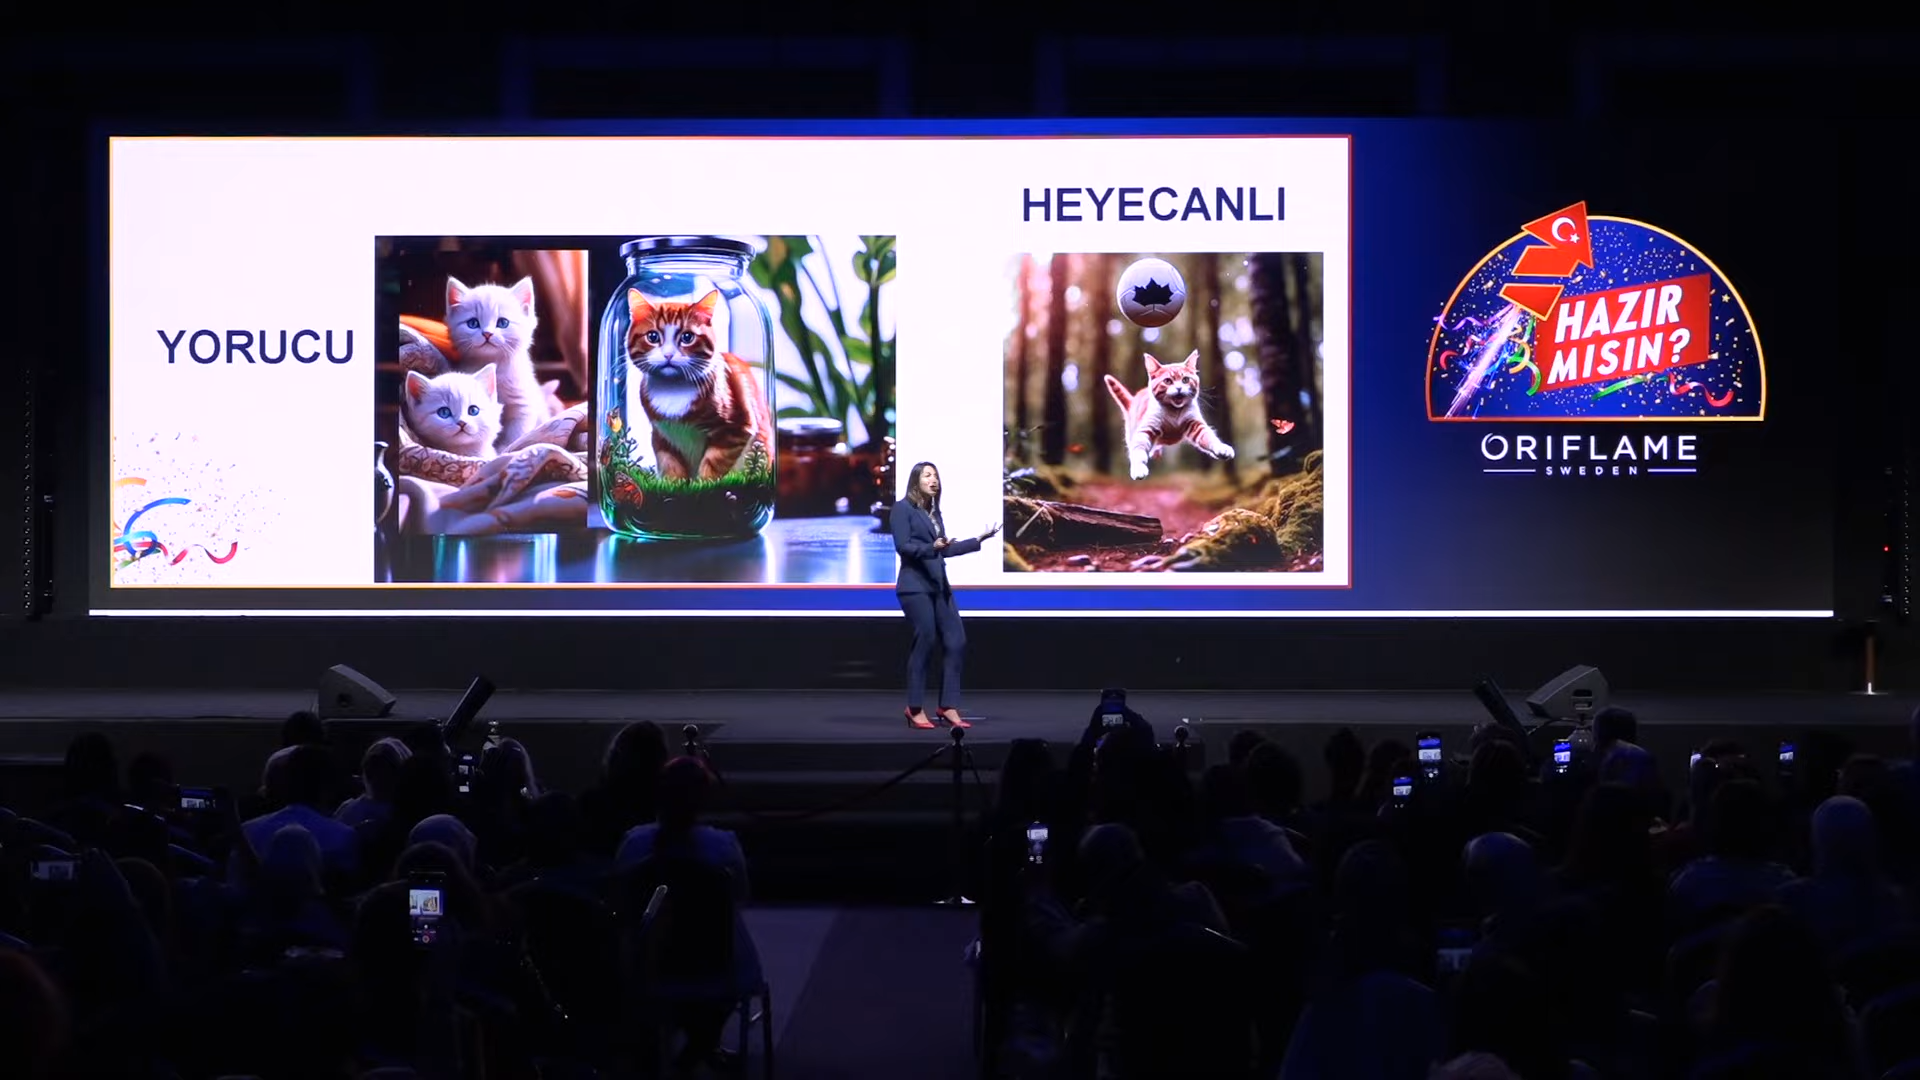 YORUCU
HEYECANLI
HAZIR
MISIN?
ORIFLAME
SWEDEN